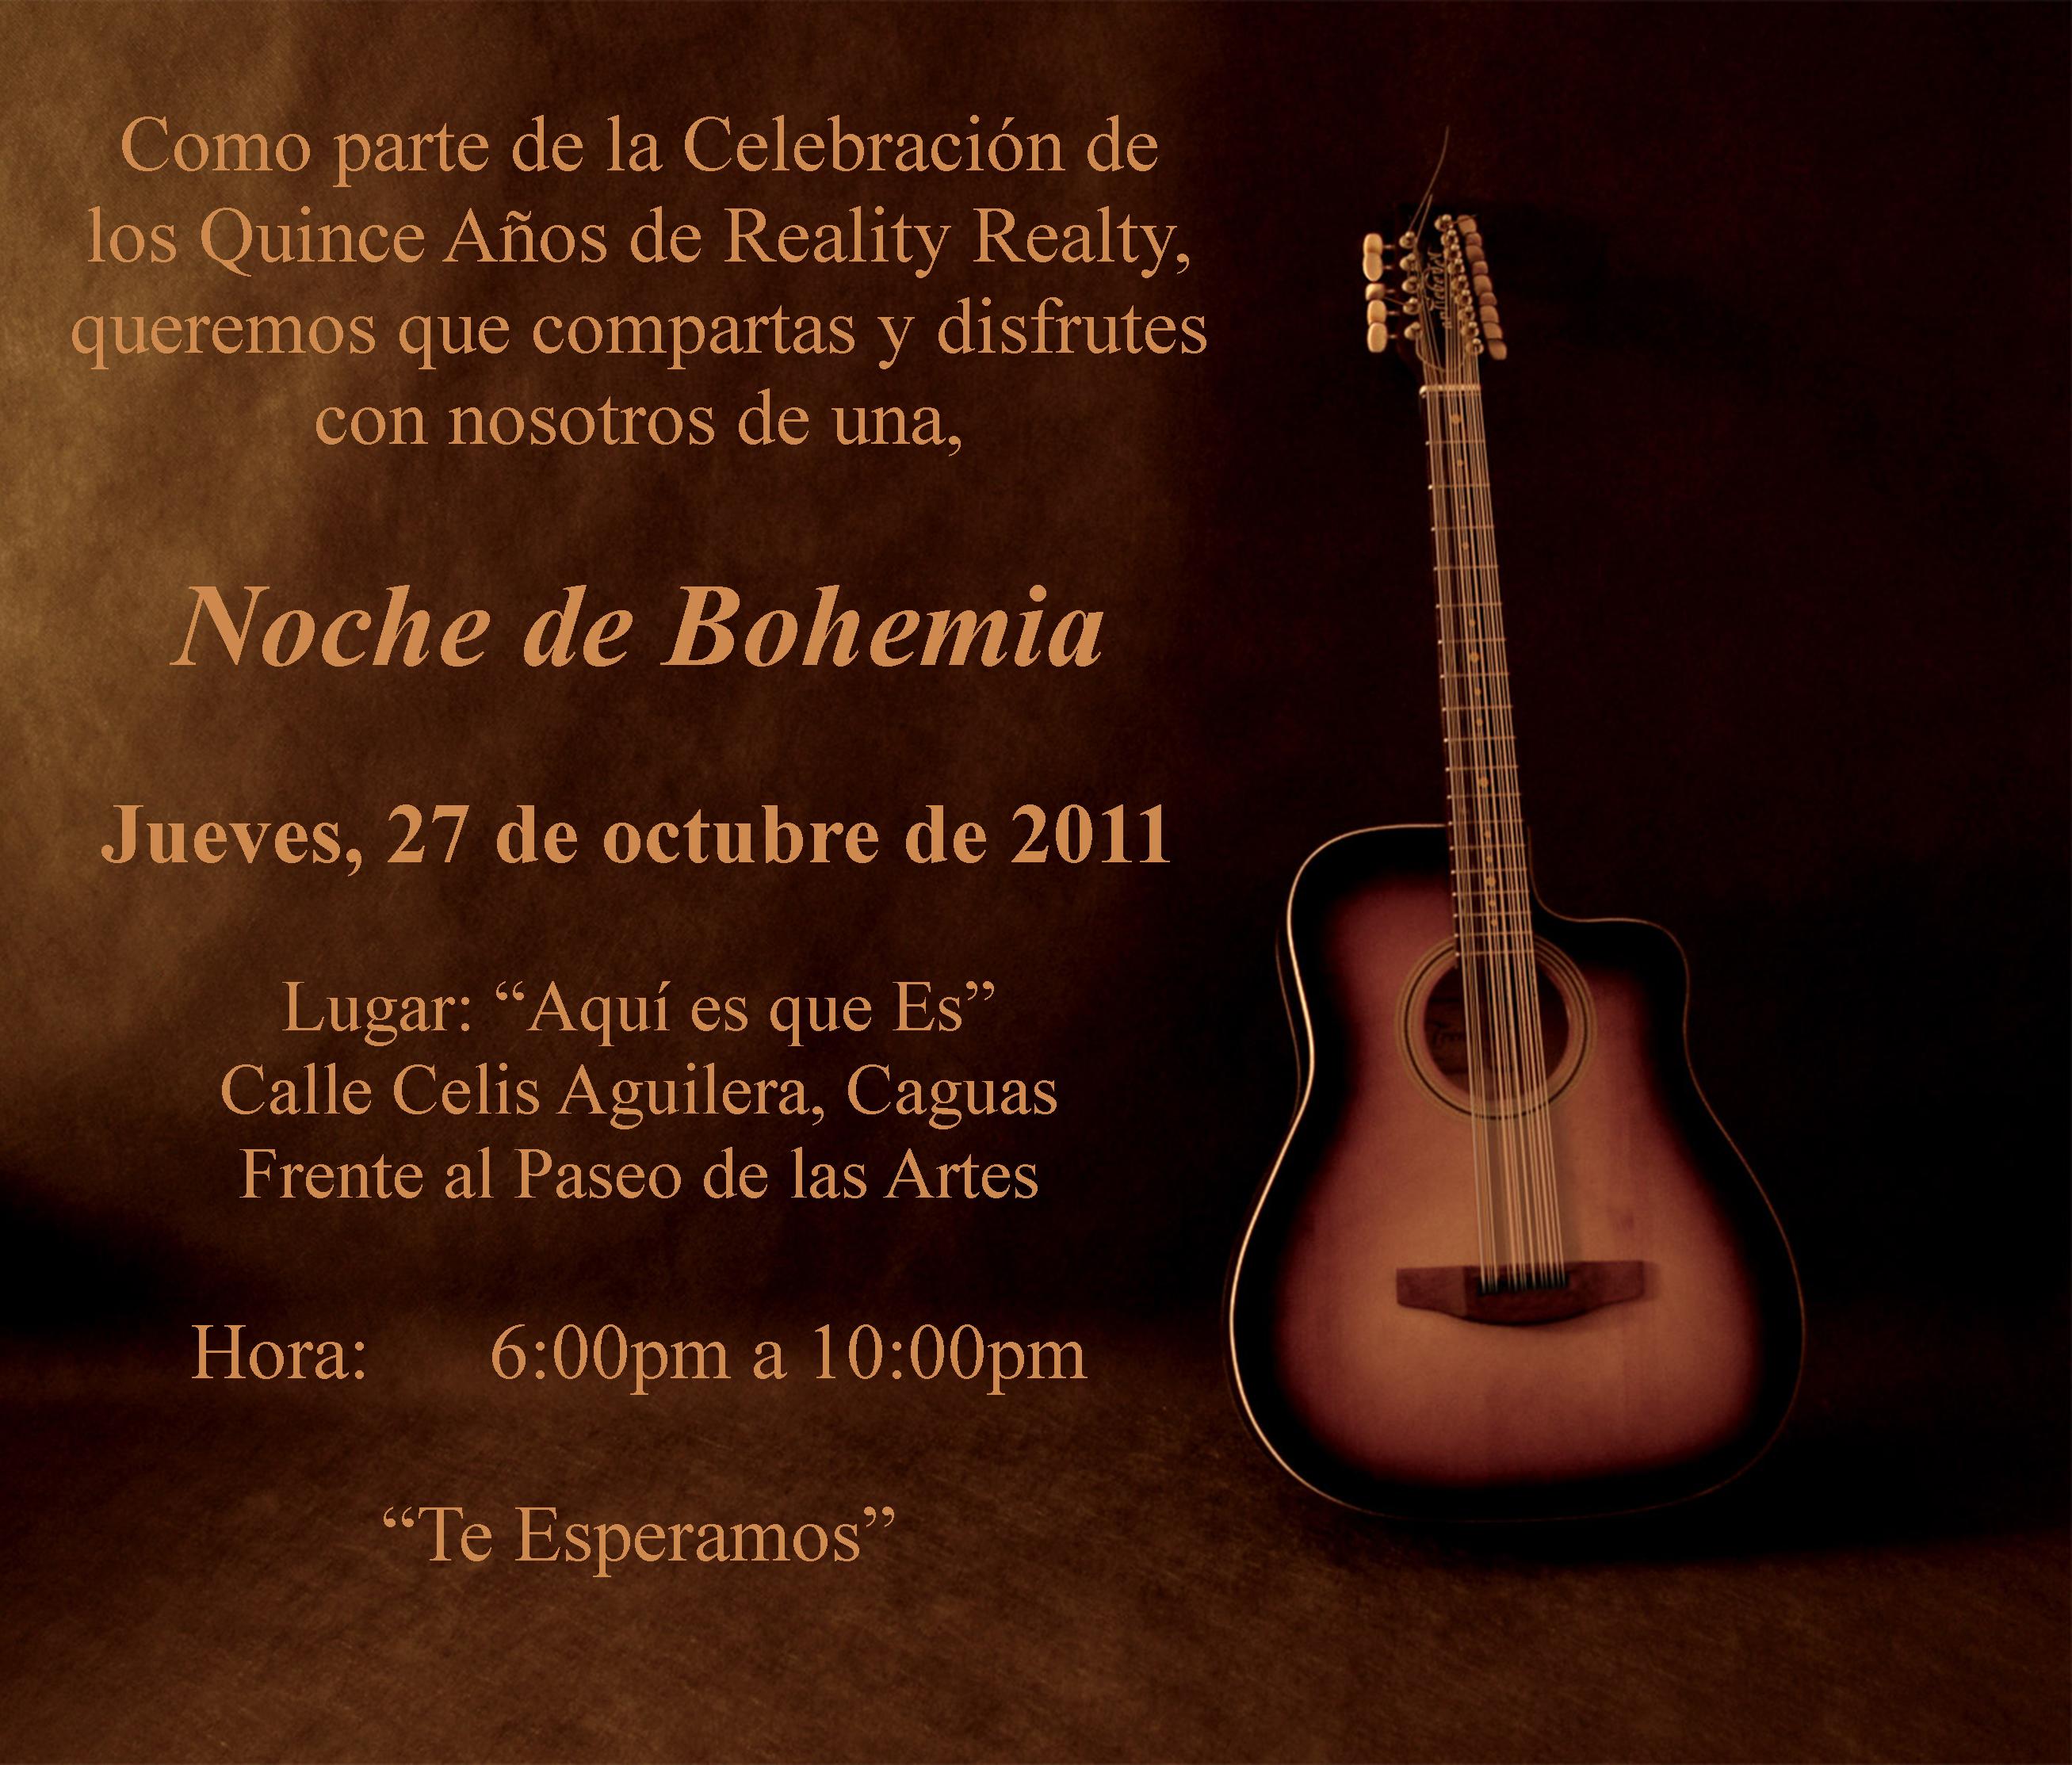 Como parte de la Celebración de
los Quince Años de Reality Realty,
queremos que compartas y disfrutes
con nosotros de una,
Noche de Bohemia
Jueves, 27 de octubre de 2011
Lugar: “Aquí es que Es”
Calle Celis Aguilera, Caguas
Frente al Paseo de las Artes
Hora: 6:00pm a 10:00pm
“Te Esperamos”